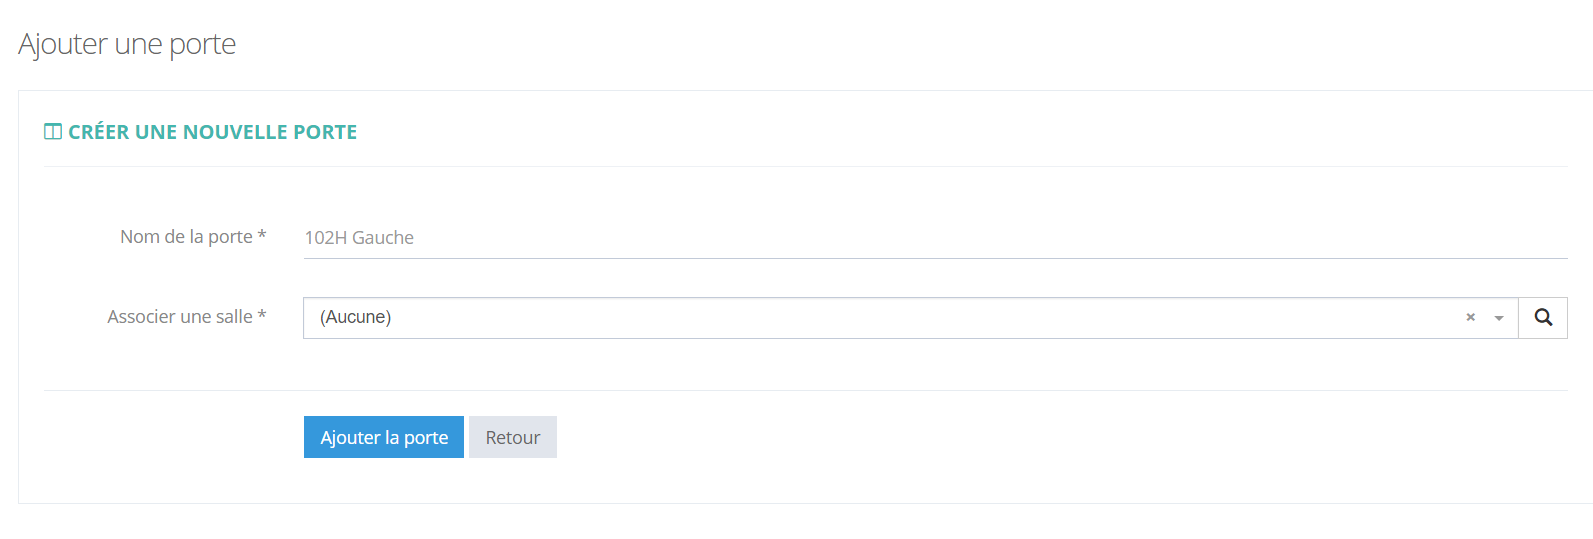 Ajouter une porte
CRÉER UNE NOUVELLE PORTE
Nom de la porte * 102H Gauche
Associer une salle * (Aucune) ×
Ajouter la porte Retour